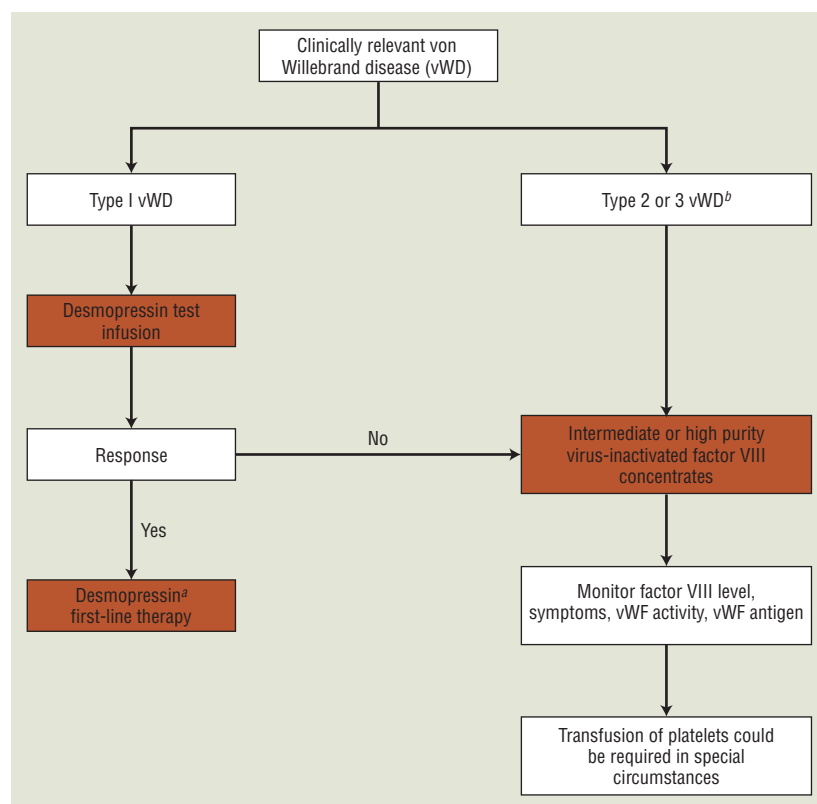 Clinically relevant von
Willebrand disease (vWD)
Type I vWD
Type 2 or 3 vWDᵇ
Desmopressin test
infusion
Response
No
Intermediate or high purity
virus-inactivated factor VIII
concentrates
Yes
Desmopressinᵃ
first-line therapy
Monitor factor VIII level,
symptoms, vWF activity, vWF antigen
Transfusion of platelets could
be required in special
circumstances